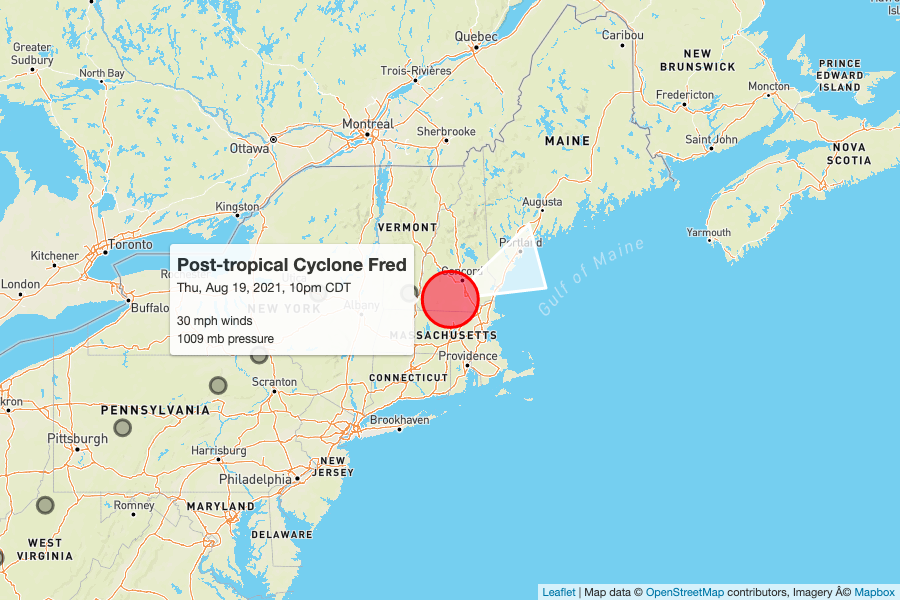 Quebec
Caribou
Greater
Sudbury
North Bay
Trois-Rivières
NEW
BRUNSWICK
PRINCE
EDWARD
ISLAND
Moncton
Fredericton
Montreal
Sherbrooke
Ottawa
MAINE
Saint John
NOVA
SCOTIA
Kingston
Augusta
VERMONT
Yarmouth
Toronto
Portland
Kitchener
Gulf of Maine
Post-tropical Cyclone Fred
Thu, Aug 19, 2021, 10pm CDT
30 mph winds
1009 mb pressure
Concord
London
Buffalo
NEW YORK
Albany
MASSACHUSETTS
Providence
CONNECTICUT
Scranton
PENNSYLVANIA
Brookhaven
Pittsburgh
Harrisburg
NEW
JERSEY
Philadelphia
Romney
MARYLAND
DELAWARE
WEST
VIRGINIA
Leaflet | Map data © OpenStreetMap contributors, Imagery Â© Mapbox